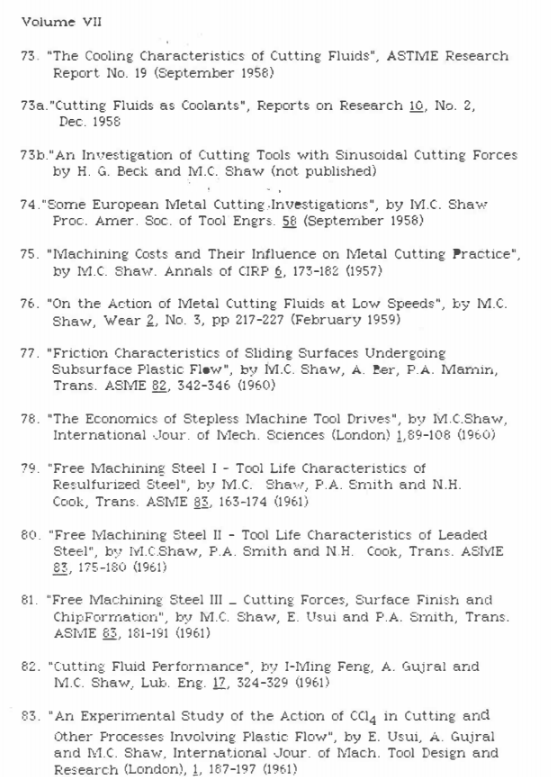 Volume VII
73. "The Cooling Characteristics of Cutting Fluids", ASTME Research
Report No. 19 (September 1958)
73a."Cutting Fluids as Coolants", Reports on Research 10, No. 2,
Dec. 1958
73b."An Investigation of Cutting Tools with Sinusoidal Cutting Forces
by H. G. Beck and M.C. Shaw (not published)
74."Some European Metal Cutting Investigations", by M.C. Shaw
Proc. Amer. Soc. of Tool Engrs. 58 (September 1958)
75. "Machining Costs and Their Influence on Metal Cutting Practice",
by M.C. Shaw. Annals of CIRP 6, 173-182 (1957)
76. "On the Action of Metal Cutting Fluids at Low Speeds", by M.C.
Shaw, Wear 2, No. 3, pp 217-227 (February 1959)
77. "Friction Characteristics of Sliding Surfaces Undergoing
Subsurface Plastic Flow", by M.C. Shaw, A. Ber, P.A. Mamin,
Trans. ASME 82, 342-346 (1960)
78. "The Economics of Stepless Machine Tool Drives", by M.C.Shaw,
International Jour. of Mech. Sciences (London) 1,89-108 (1960)
79. "Free Machining Steel I - Tool Life Characteristics of
Resulfurized Steel", by M.C. Shaw, P.A. Smith and N.H.
Cook, Trans. ASME 83, 163-174 (1961)
80. "Free Machining Steel II - Tool Life Characteristics of Leaded
Steel", by M.C.Shaw, P.A. Smith and N.H. Cook, Trans. ASME
83, 175-180 (1961)
81. "Free Machining Steel III _ Cutting Forces, Surface Finish and
ChipFormation", by M.C. Shaw, E. Usui and P.A. Smith, Trans.
ASME 83, 181-191 (1961)
82. "Cutting Fluid Performance", by I-Ming Feng, A. Gujral and
M.C. Shaw, Lub. Eng. 17, 324-329 (1961)
83. "An Experimental Study of the Action of CCl4 in Cutting and
Other Processes Involving Plastic Flow", by E. Usui, A. Gujral
and M.C. Shaw, International Jour. of Mach. Tool Design and
Research (London), 1, 187-197 (1961)